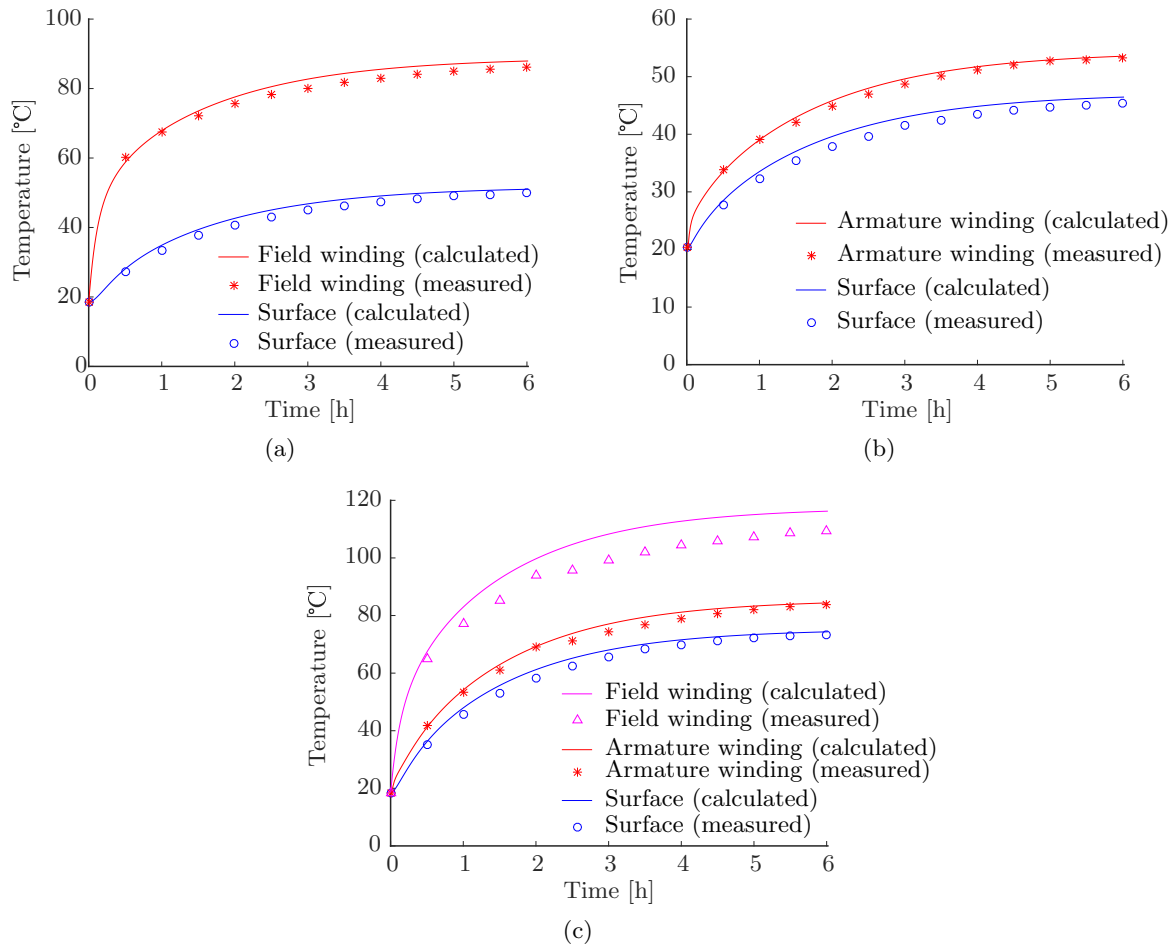 100
80
60
40
20
0
Temperature [°C]
Field winding (calculated)
Field winding (measured)
Surface (calculated)
Surface (measured)
0 1 2 3 4 5 6
Time [h]
(a)
60
50
40
30
20
10
0
Temperature [°C]
Armature winding (calculated)
Armature winding (measured)
Surface (calculated)
Surface (measured)
0 1 2 3 4 5 6
Time [h]
(b)
120
100
80
60
40
20
0
Temperature [°C]
Field winding (calculated)
Field winding (measured)
Armature winding (calculated)
Armature winding (measured)
Surface (calculated)
Surface (measured)
0 1 2 3 4 5 6
Time [h]
(c)